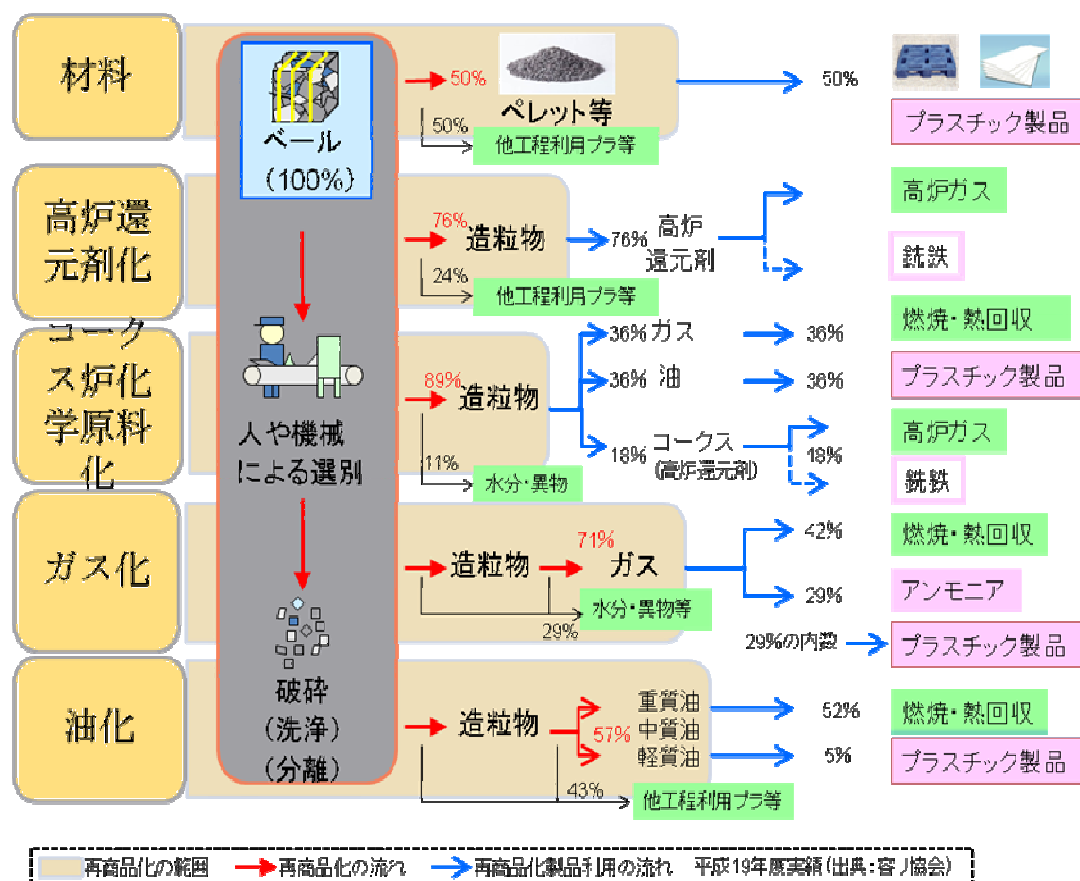 材料
ベール
(100%)
50%
ペレット等
50%
他工程利用プラ等
50%
プラスチック製品
高炉還
元剤化
76%
造粒物
24%
他工程利用プラ等
76%
高炉
還元剤
高炉ガス
銑鉄
コーク
ス炉化
学原料
化
人や機械
による選別
89%
造粒物
11%
水分・異物
36%
ガス
36%
燃焼・熱回収
36%
油
36%
プラスチック製品
18%
コークス
(高炉還元剤)
18%
高炉ガス
銑鉄
ガス化
造粒物
71%
ガス
29%
水分・異物等
42%
燃焼・熱回収
29%
アンモニア
29%の内数
プラスチック製品
油化
破砕
(洗浄)
(分離)
造粒物
57%
重質油
中質油
軽質油
43%
他工程利用プラ等
52%
燃焼・熱回収
5%
プラスチック製品
再商品化の範囲
再商品化の流れ
再商品化製品利用の流れ
平成19年度実績(出典:容リ協会)